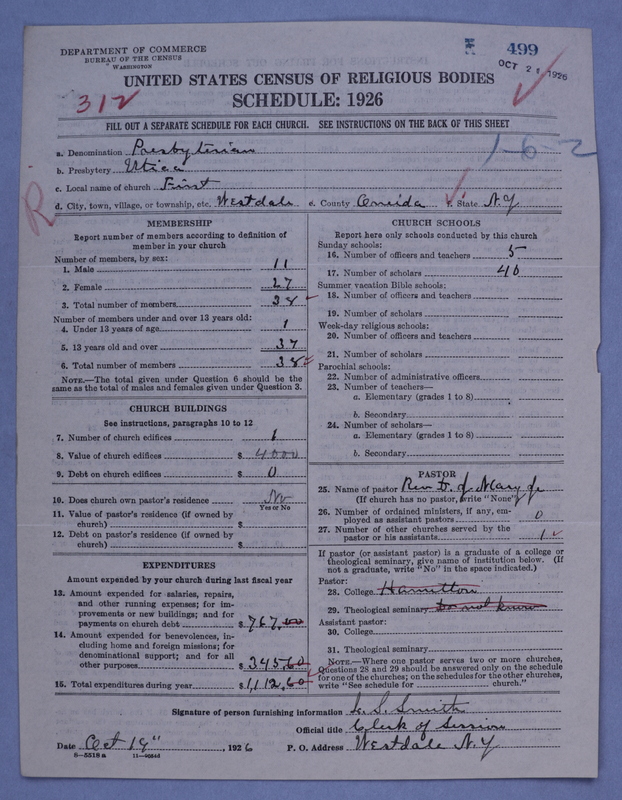 DEPARTMENT OF COMMERCE
BUREAU OF THE CENSUS
WASHINGTON
499
OCT 2 1926
UNITED STATES CENSUS OF RELIGIOUS BODIES
312
SCHEDULE: 1926
FILL OUT A SEPARATE SCHEDULE FOR EACH CHURCH. SEE INSTRUCTIONS ON THE BACK OF THIS SHEET
a. Denomination Presbyterian
1-6-2
b. Presbytery Utica
c. Local name of church First
R
d. City, town, village, or township, etc. Westdale e. County Oneida f. State N.Y
MEMBERSHIP
Report number of members according to definition of
member in your church
Number of members, by sex:
1. Male 11
2. Female 27
3. Total number of members 38
Number of members under and over 13 years old:
4. Under 13 years of age 1
5. 13 years old and over 37
6. Total number of members 38
NOTE.—The total given under Question 6 should be
same as the total of males and females given under Question 3.
CHURCH BUILDINGS
See instructions, paragraphs 10 to 12
7. Number of church edifices 1
8. Value of church edifices $ 4000
9. Debt on church edifices $ 0
10. Does church own pastor's residence No
Yes or No
11. Value of pastor's residence (if owned by
church) $
12. Debt on pastor's residence (if owned by
church) $
EXPENDITURES
Amount expended by your church during last fiscal year
13. Amount expended for salaries, repairs,
and other running expenses; for im-
provements or new buildings; and for
payments on church debt $ 767.00
14. Amount expended for benevolences, in-
cluding home and foreign missions; for
denominational support; and for all
other purposes $ 345.60
15. Total expenditures during year $ 1,112.60
CHURCH SCHOOLS
Report here only schools conducted by this church
Sunday schools:
16. Number of officers and teachers 5
17. Number of scholars 40
Summer vacation Bible schools:
18. Number of officers and teachers
19. Number of scholars
Week-day religious schools:
20. Number of officers and teachers
21. Number of scholars
Parochial schools:
22. Number of administrative officers
23. Number of teachers—
a. Elementary (grades 1 to 8)
b. Secondary
24. Number of scholars—
a. Elementary (grades 1 to 8)
b. Secondary
PASTOR
25. Name of pastor Rev
(If church has no pastor, write "None")
26. Number of ordained ministers, if any, em-
ployed as assistant pastors 0
27. Number of other churches served by the
pastor or his assistants 1
If pastor (or assistant pastor) is a graduate of a college or
theological seminary, give name of institution below. (If
not a graduate, write "No" in the space indicated.)
Pastor:
28. College Hamilton
29. Theological seminary Do not know
Assistant pastor:
30. College
31. Theological seminary
NOTE.—Where one pastor serves two or more churches,
Questions 28 and 29 should be answered only on the schedule
for one of the churches; on the schedules for the other churches,
write "See schedule for church."
Signature of person furnishing information Smith
Official title Clerk of Session
Date Oct 19", 1926 P. O. Address Westdale N.Y
8—5518 a